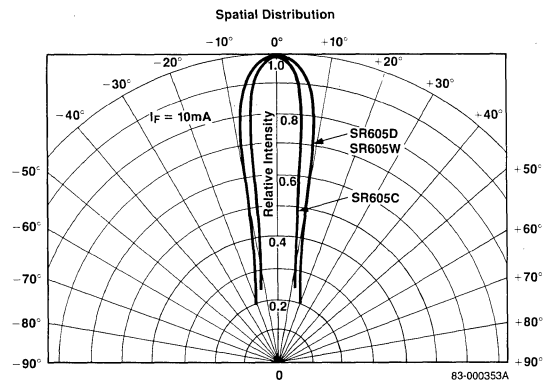 Spatial Distribution
−10° 0° +10°
−20° +20°
−30° +30°
−40° +40°
−50° +50°
−60° +60°
−70° +70°
−80° +80°
−90° +90°
1.0
I_F = 10mA
0.8
Relative Intensity
SR605D
SR605W
0.6
SR605C
0.4
0.2
0
83-000353A